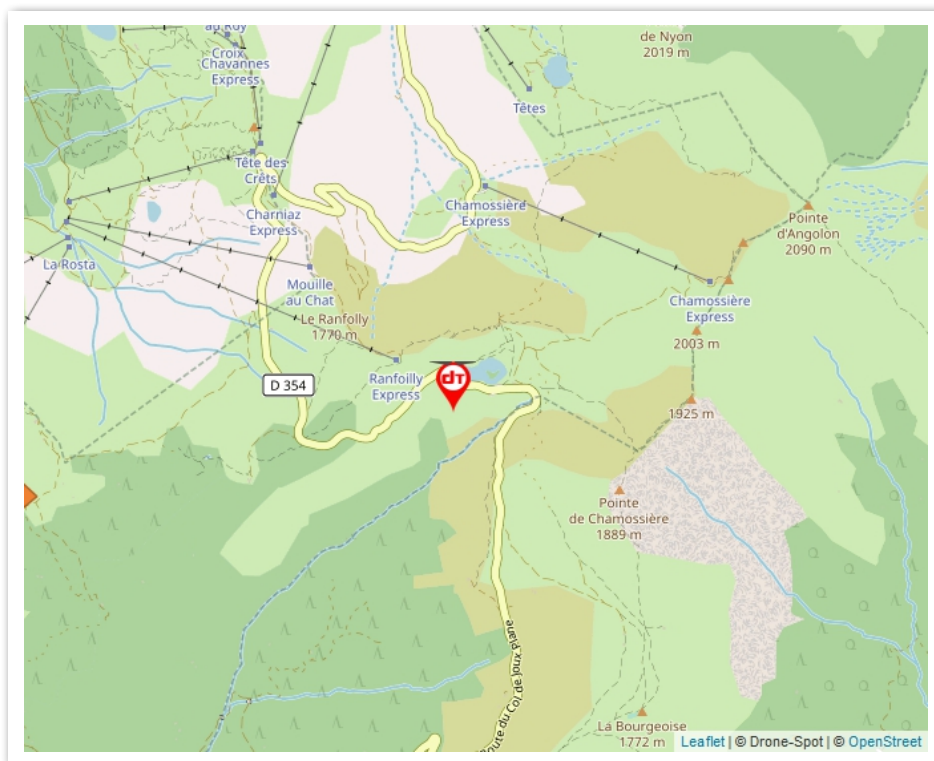 au Roy
de Nyon
2019 m
Croix
Chavannes
Express
Têtes
Tête des
Crêts
Chamossière
Express
Charniaz
Express
Pointe
d'Angolon
2090 m
La Rosta
Mouille
au Chat
Chamossière
Express
Le Ranfolly
1770 m
2003 m
Ranfoilly
Express
D 354
dT
1925 m
Pointe
de Chamossière
1889 m
Route du Col de Joux Plane
La Bourgeoise
1772 m
Leaflet | © Drone-Spot | © OpenStreet